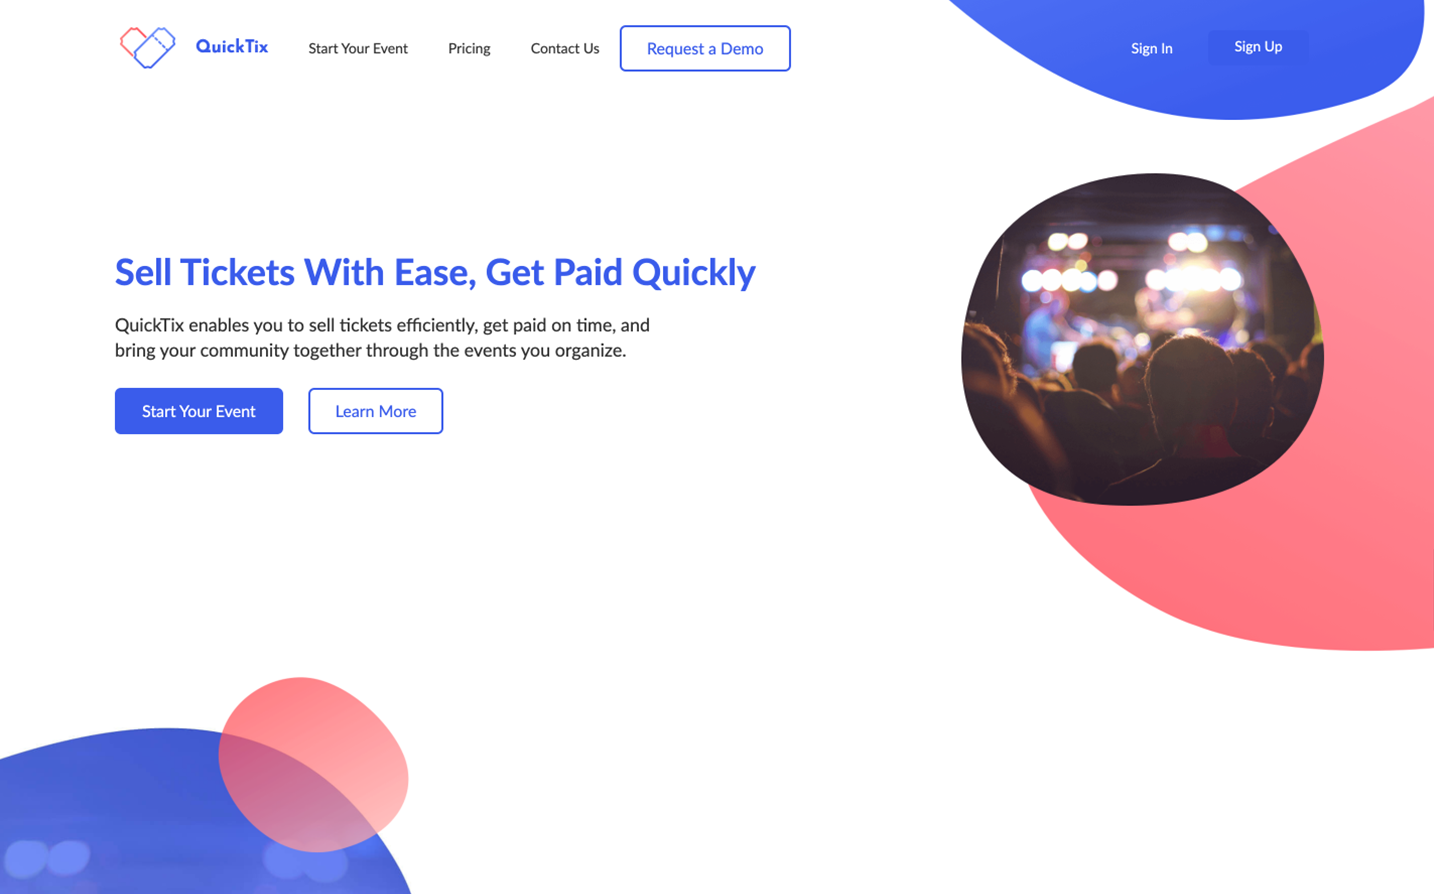 QuickTix
Start Your Event
Pricing
Contact Us
Request a Demo
Sign In
Sign Up
Sell Tickets With Ease, Get Paid Quickly
QuickTix enables you to sell tickets efficiently, get paid on time, and
bring your community together through the events you organize.
Start Your Event
Learn More